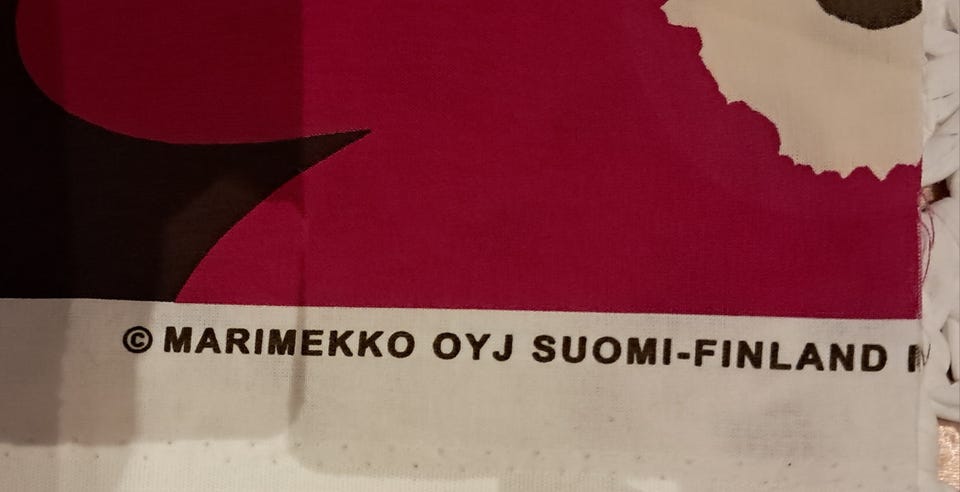 © MARIMEKKO OYJ SUOMI-FINLAND